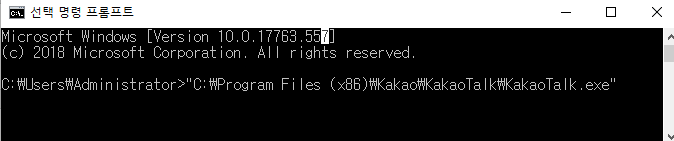 선택 명령 프롬프트
Microsoft Windows [Version 10.0.17763.557]
(c) 2018 Microsoft Corporation. All rights reserved.
C:₩Users₩Administrator>"C:₩Program Files (x86)₩Kakao₩KakaoTalk₩KakaoTalk.exe"